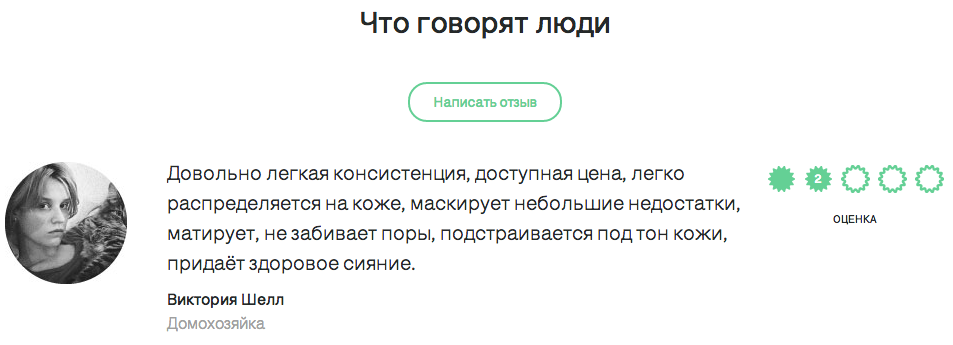 Что говорят люди
Написать отзыв
Довольно легкая консистенция, доступная цена, легко
распределяется на коже, маскирует небольшие недостатки,
матирует, не забивает поры, подстраивается под тон кожи,
придаёт здоровое сияние.
Виктория Шелл
Домохозяйка
2
ОЦЕНКА